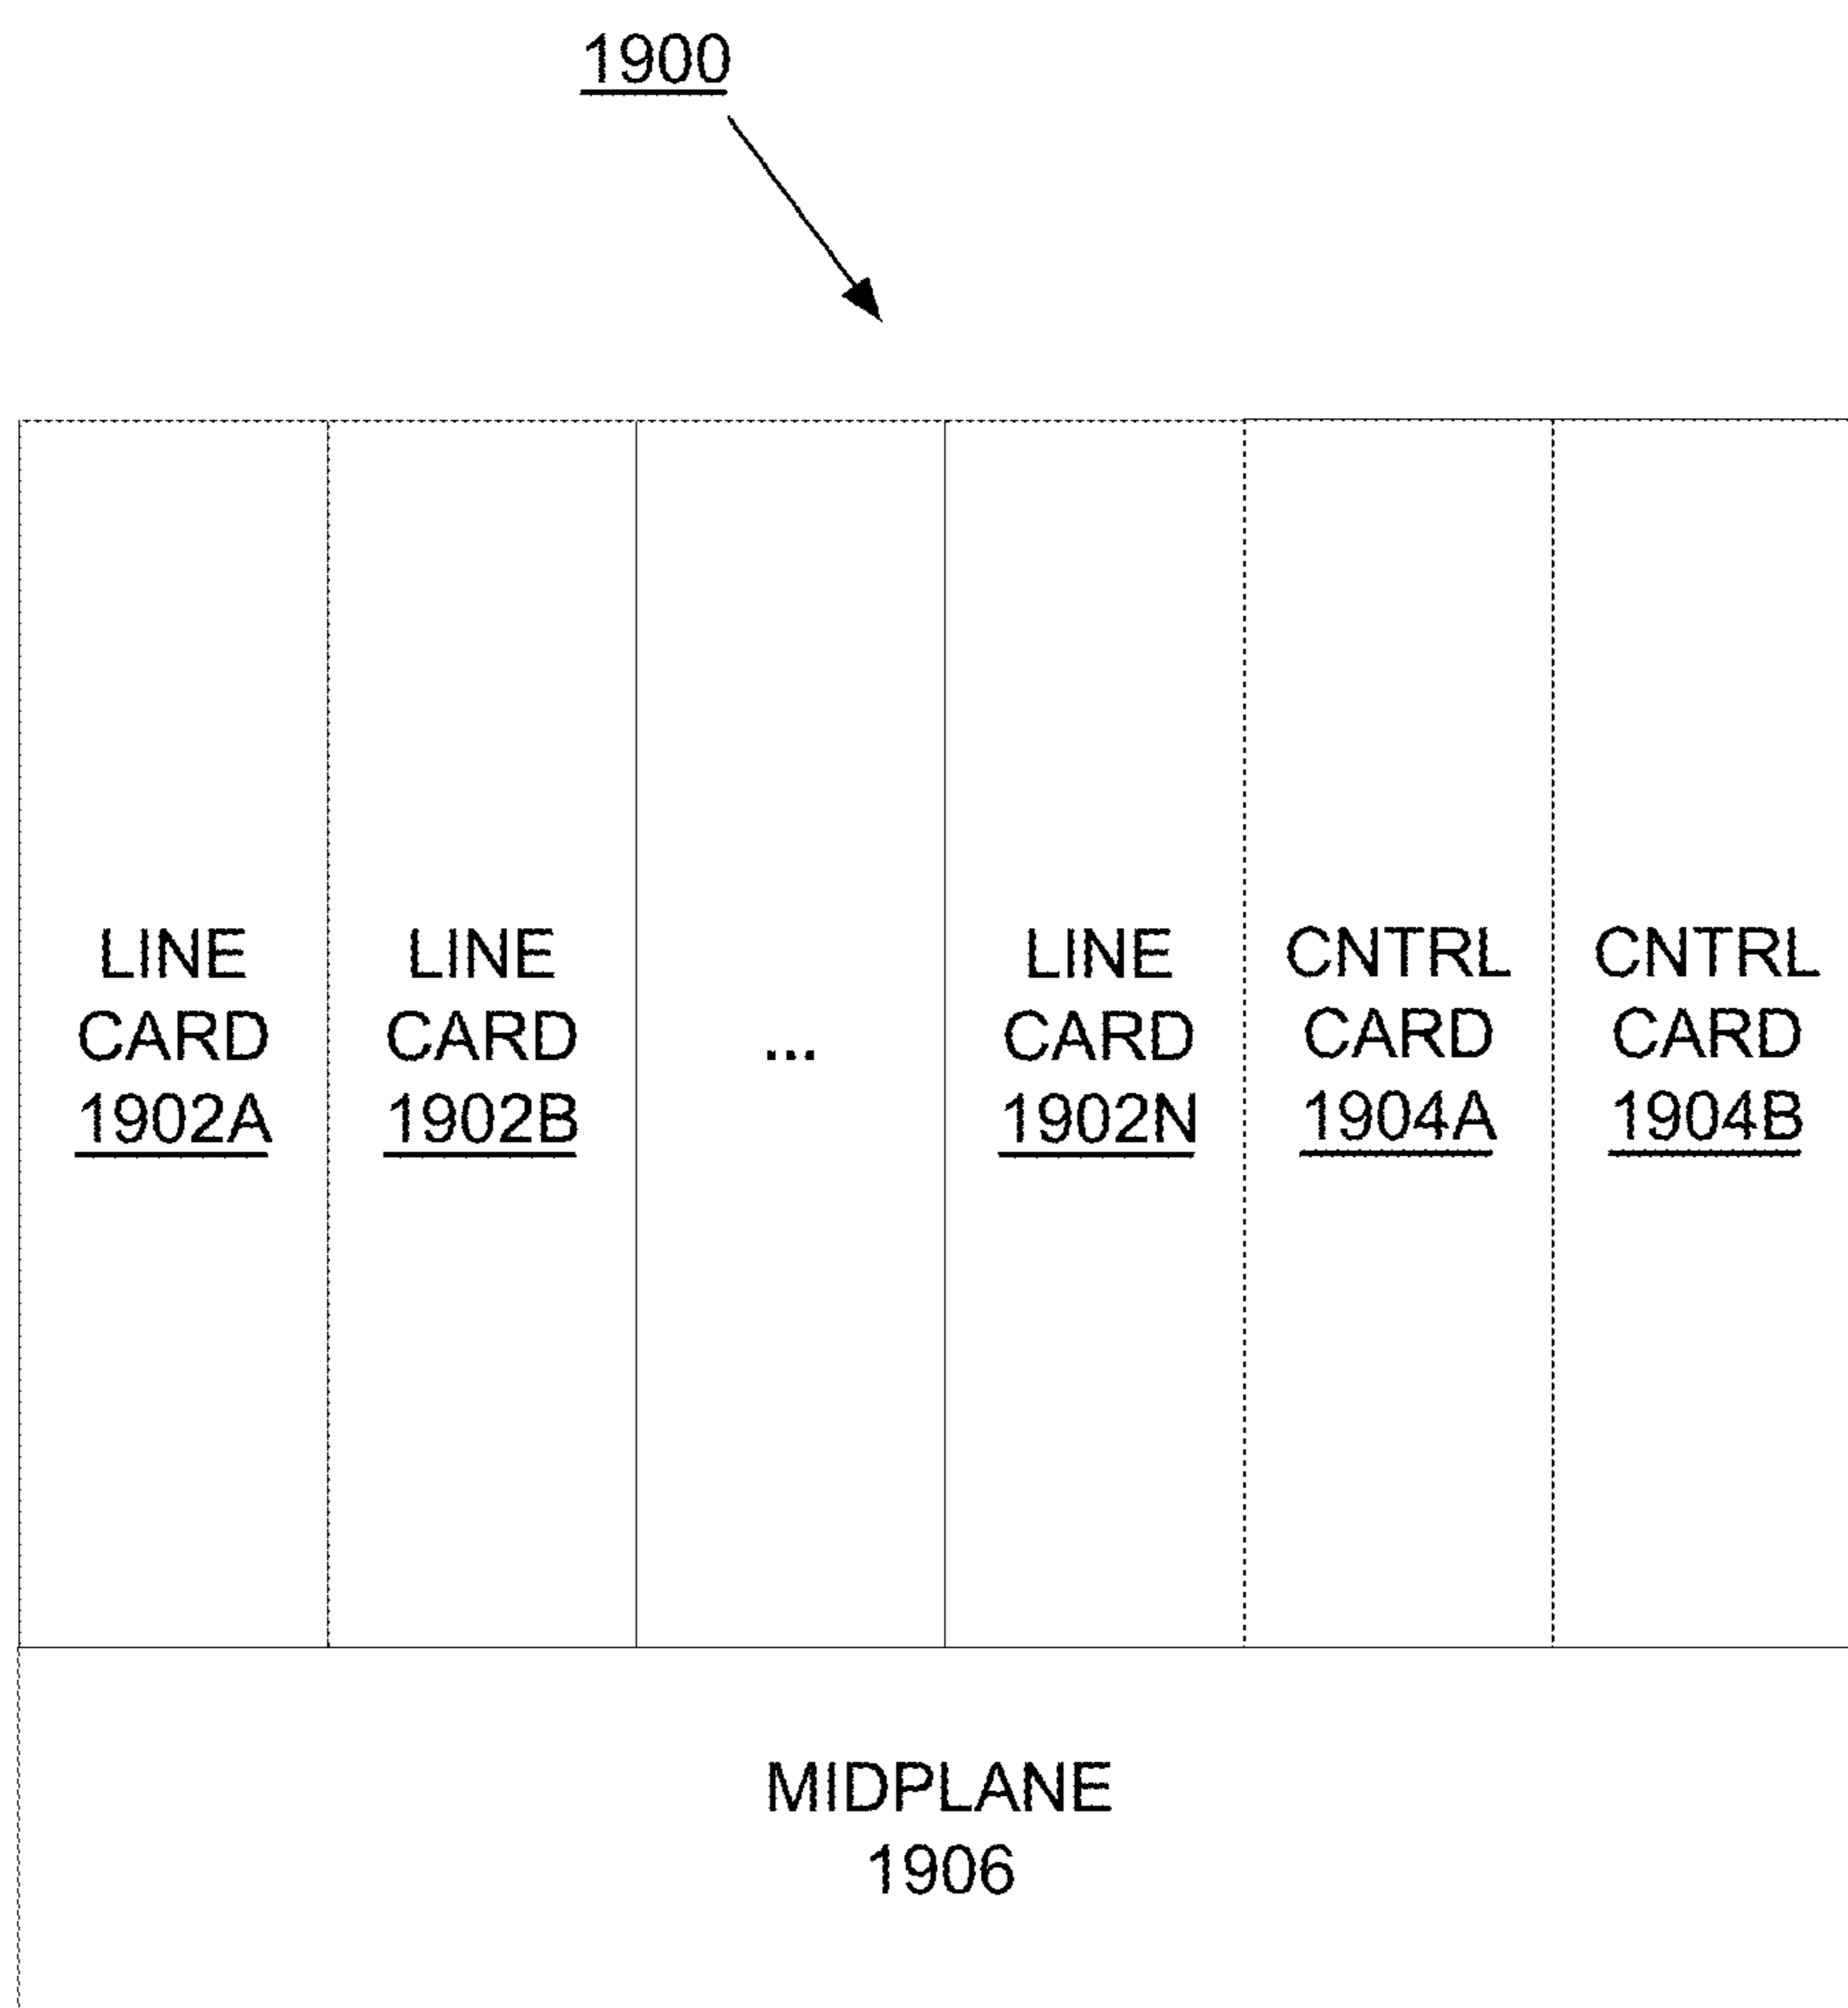 1900
LINE
CARD
1902A
LINE
CARD
1902B
...
LINE
CARD
1902N
CNTRL
CARD
1904A
CNTRL
CARD
1904B
MIDPLANE
1906